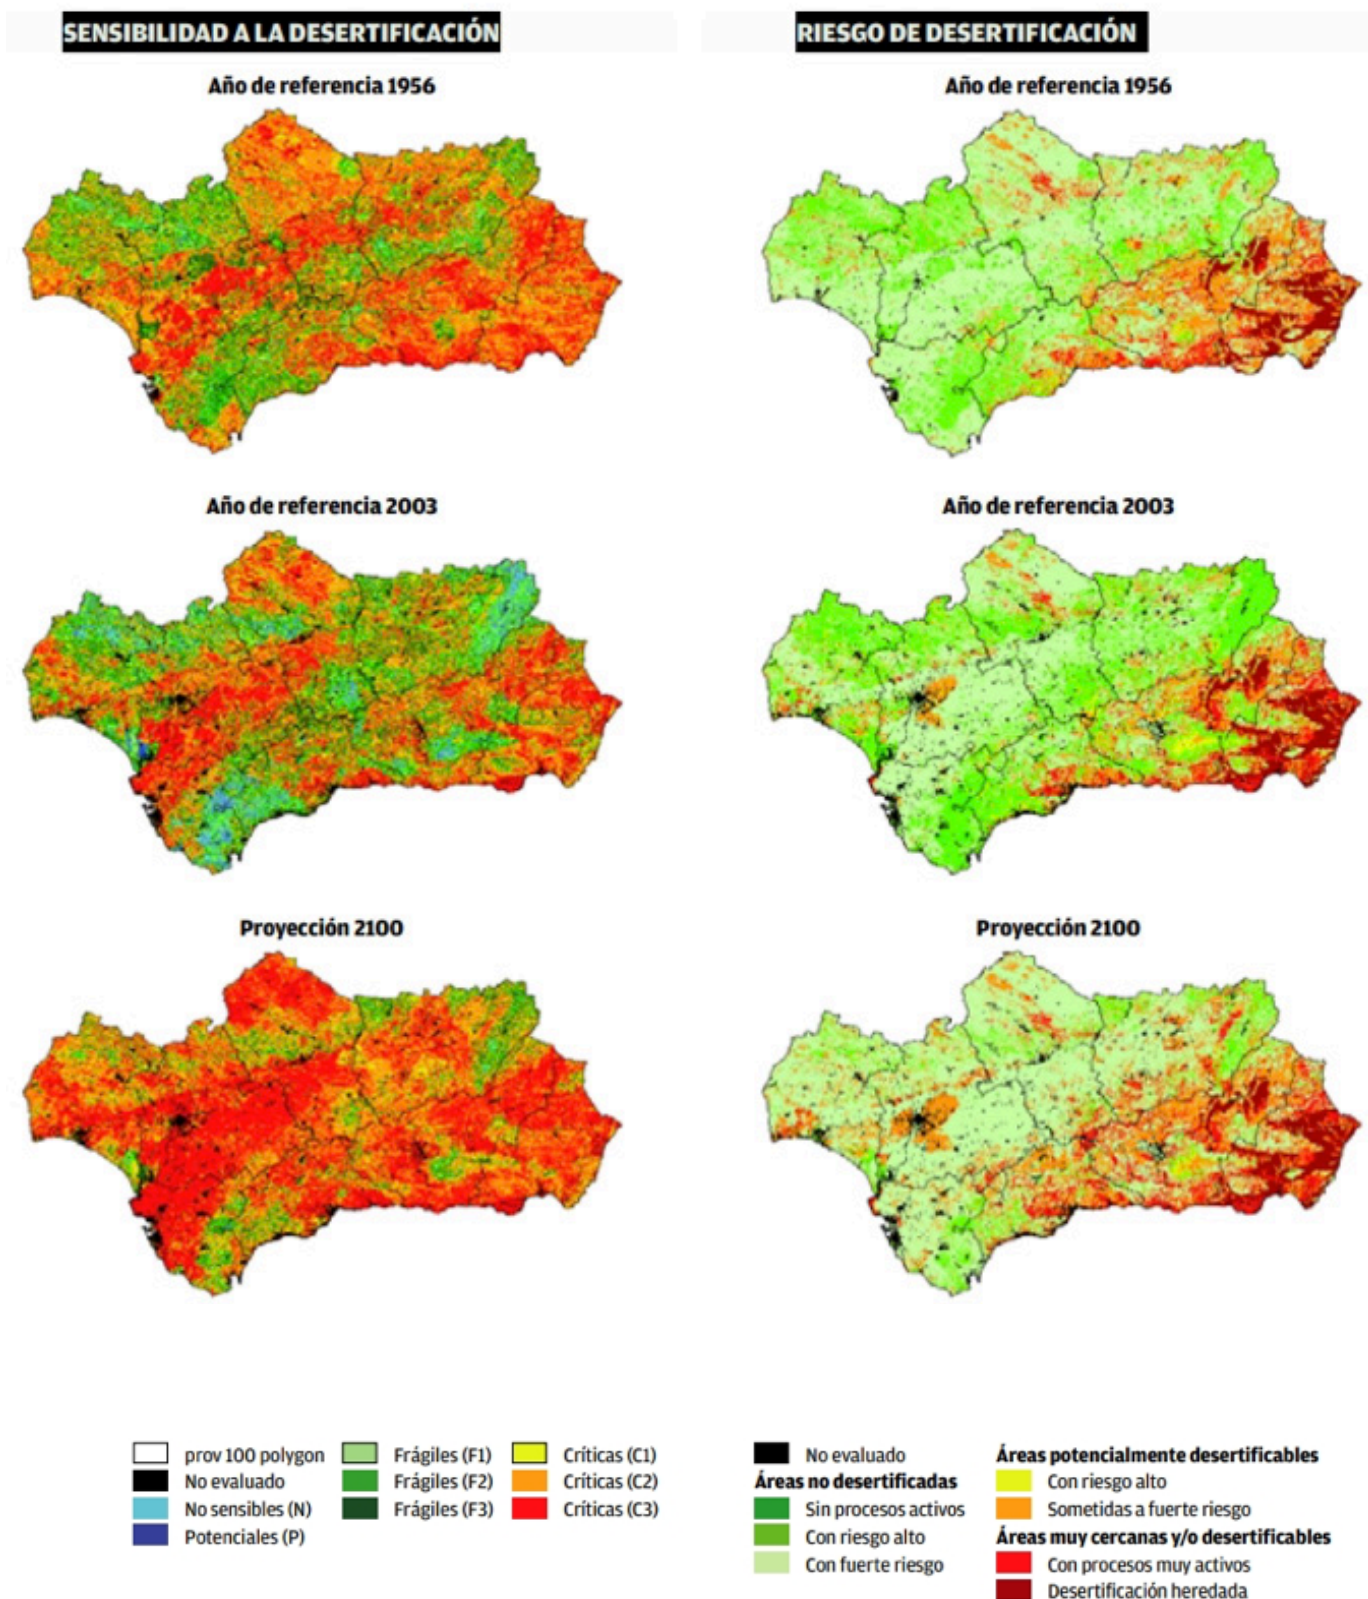 SENSIBILIDAD A LA DESERTIFICACIÓN
RIESGO DE DESERTIFICACIÓN
Año de referencia 1956
Año de referencia 1956
Año de referencia 2003
Año de referencia 2003
Proyección 2100
Proyección 2100
prov 100 polygon
No evaluado
No sensibles (N)
Potenciales (P)
Frágiles (F1)
Frágiles (F2)
Frágiles (F3)
Críticas (C1)
Críticas (C2)
Críticas (C3)
No evaluado
Áreas no desertificadas
Sin procesos activos
Con riesgo alto
Con fuerte riesgo
Áreas potencialmente desertificables
Con riesgo alto
Sometidas a fuerte riesgo
Áreas muy cercanas y/o desertificables
Con procesos muy activos
Desertificación heredada